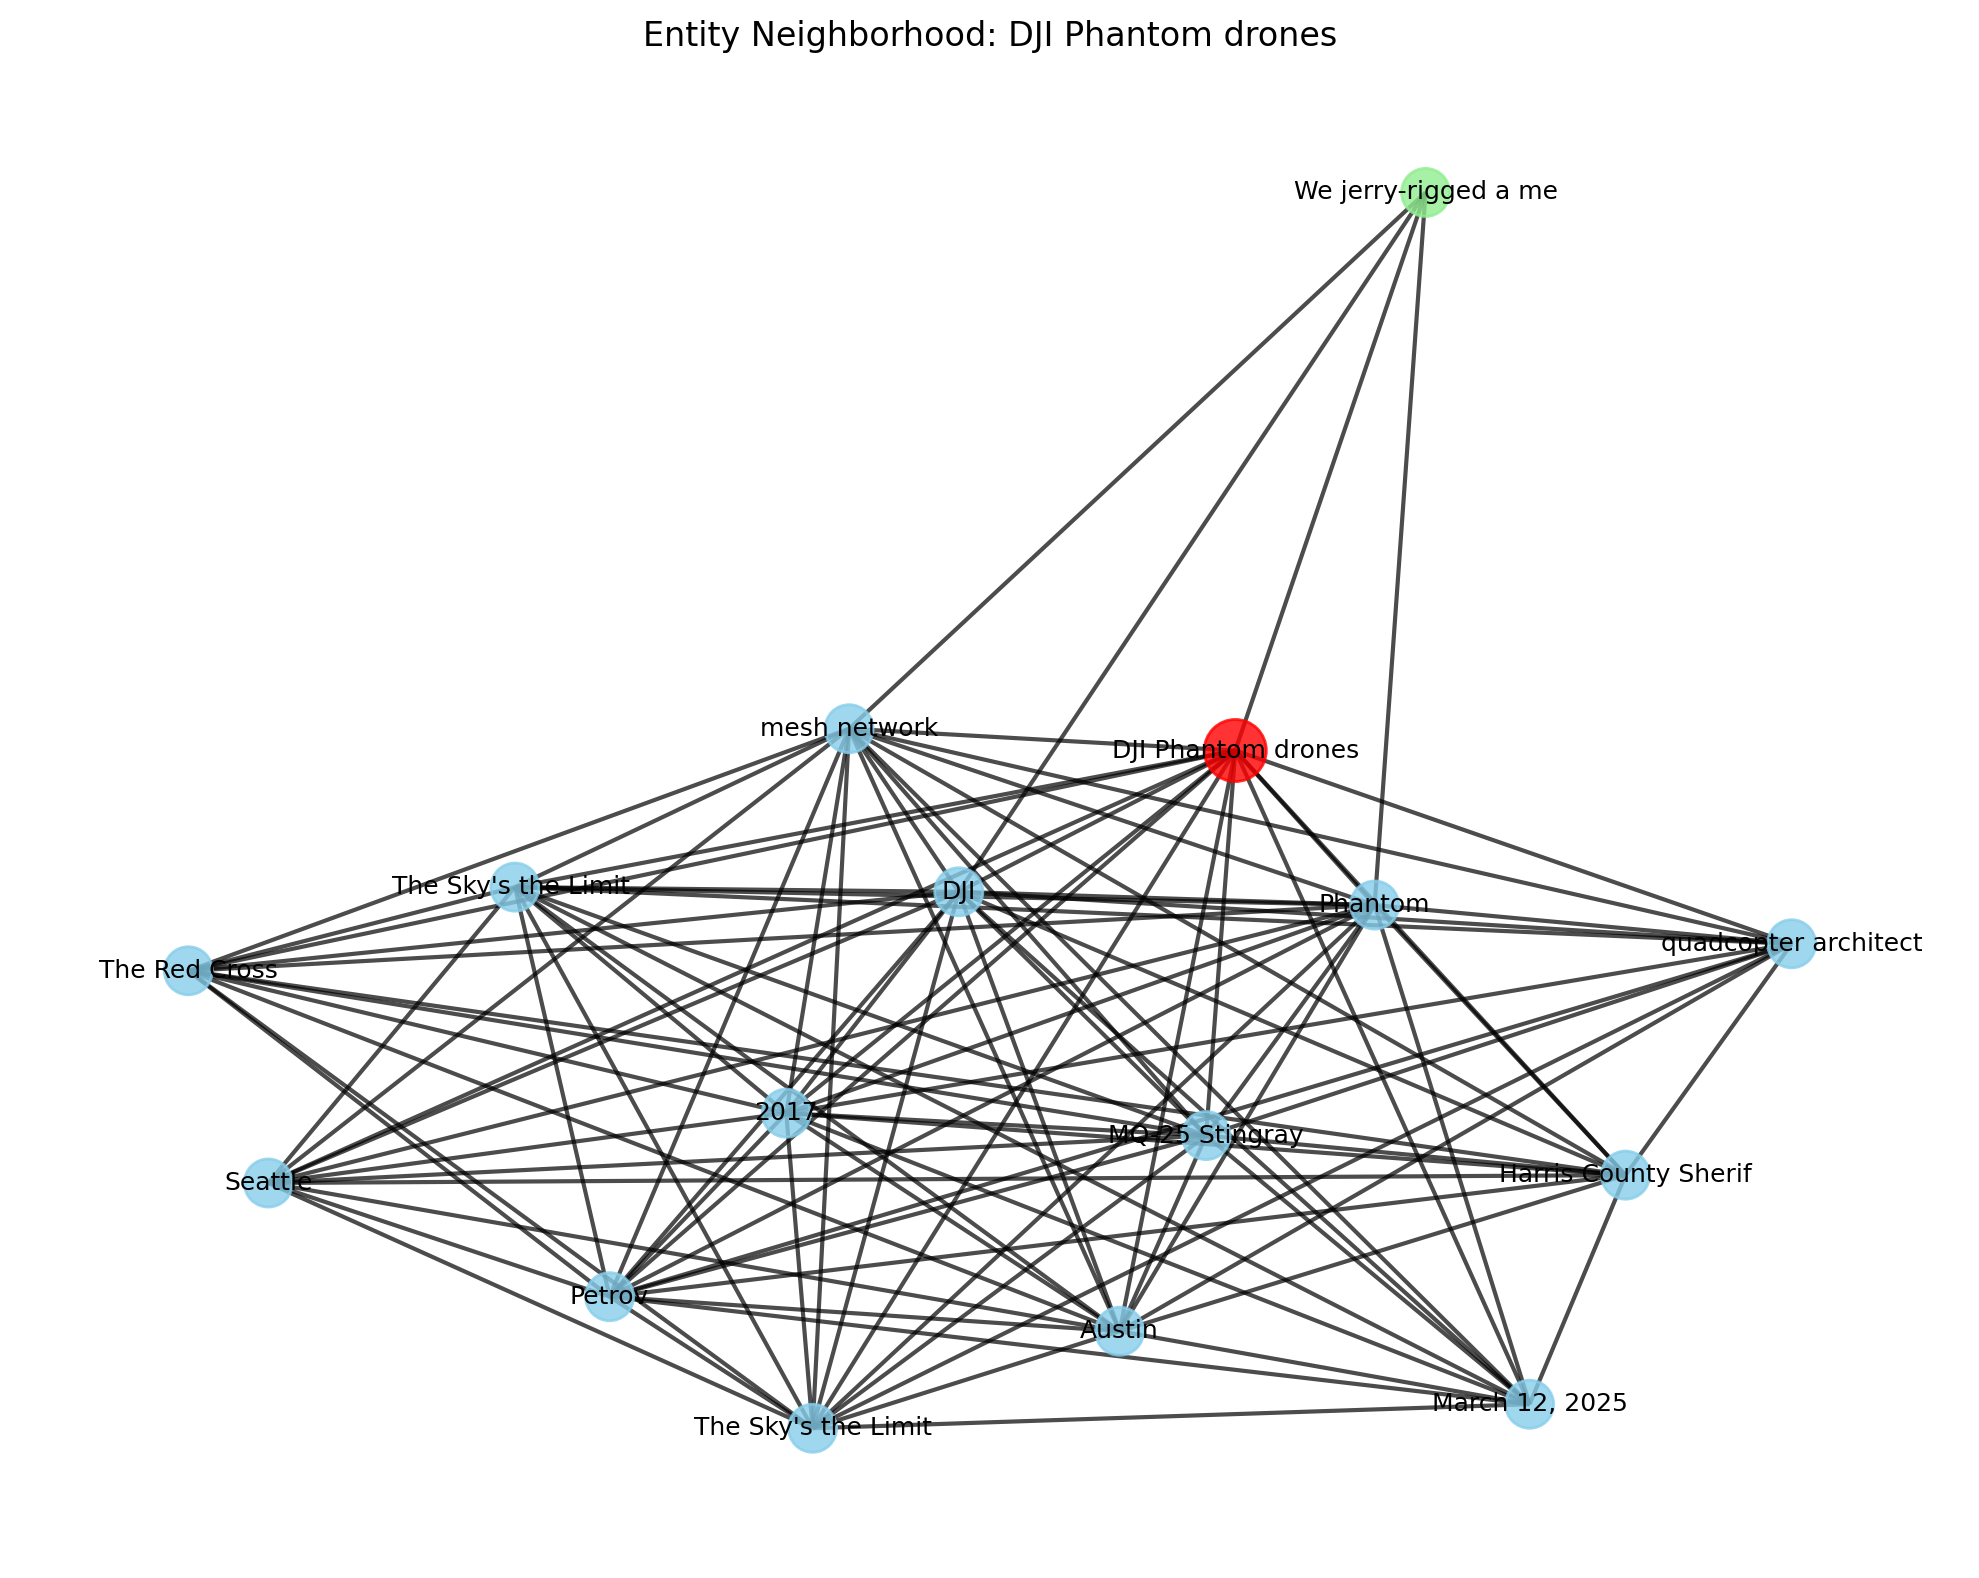 Entity Neighborhood: DJI Phantom drones
We jerry-rigged a me
mesh network
DJI Phantom drones
The Sky's the Limit
DJI
Phantom
quadcopter architect
The Red Cross
2017
MQ-25 Stingray
Seattle
Harris County Sherif
Petrov
Austin
March 12, 2025
The Sky's the Limit